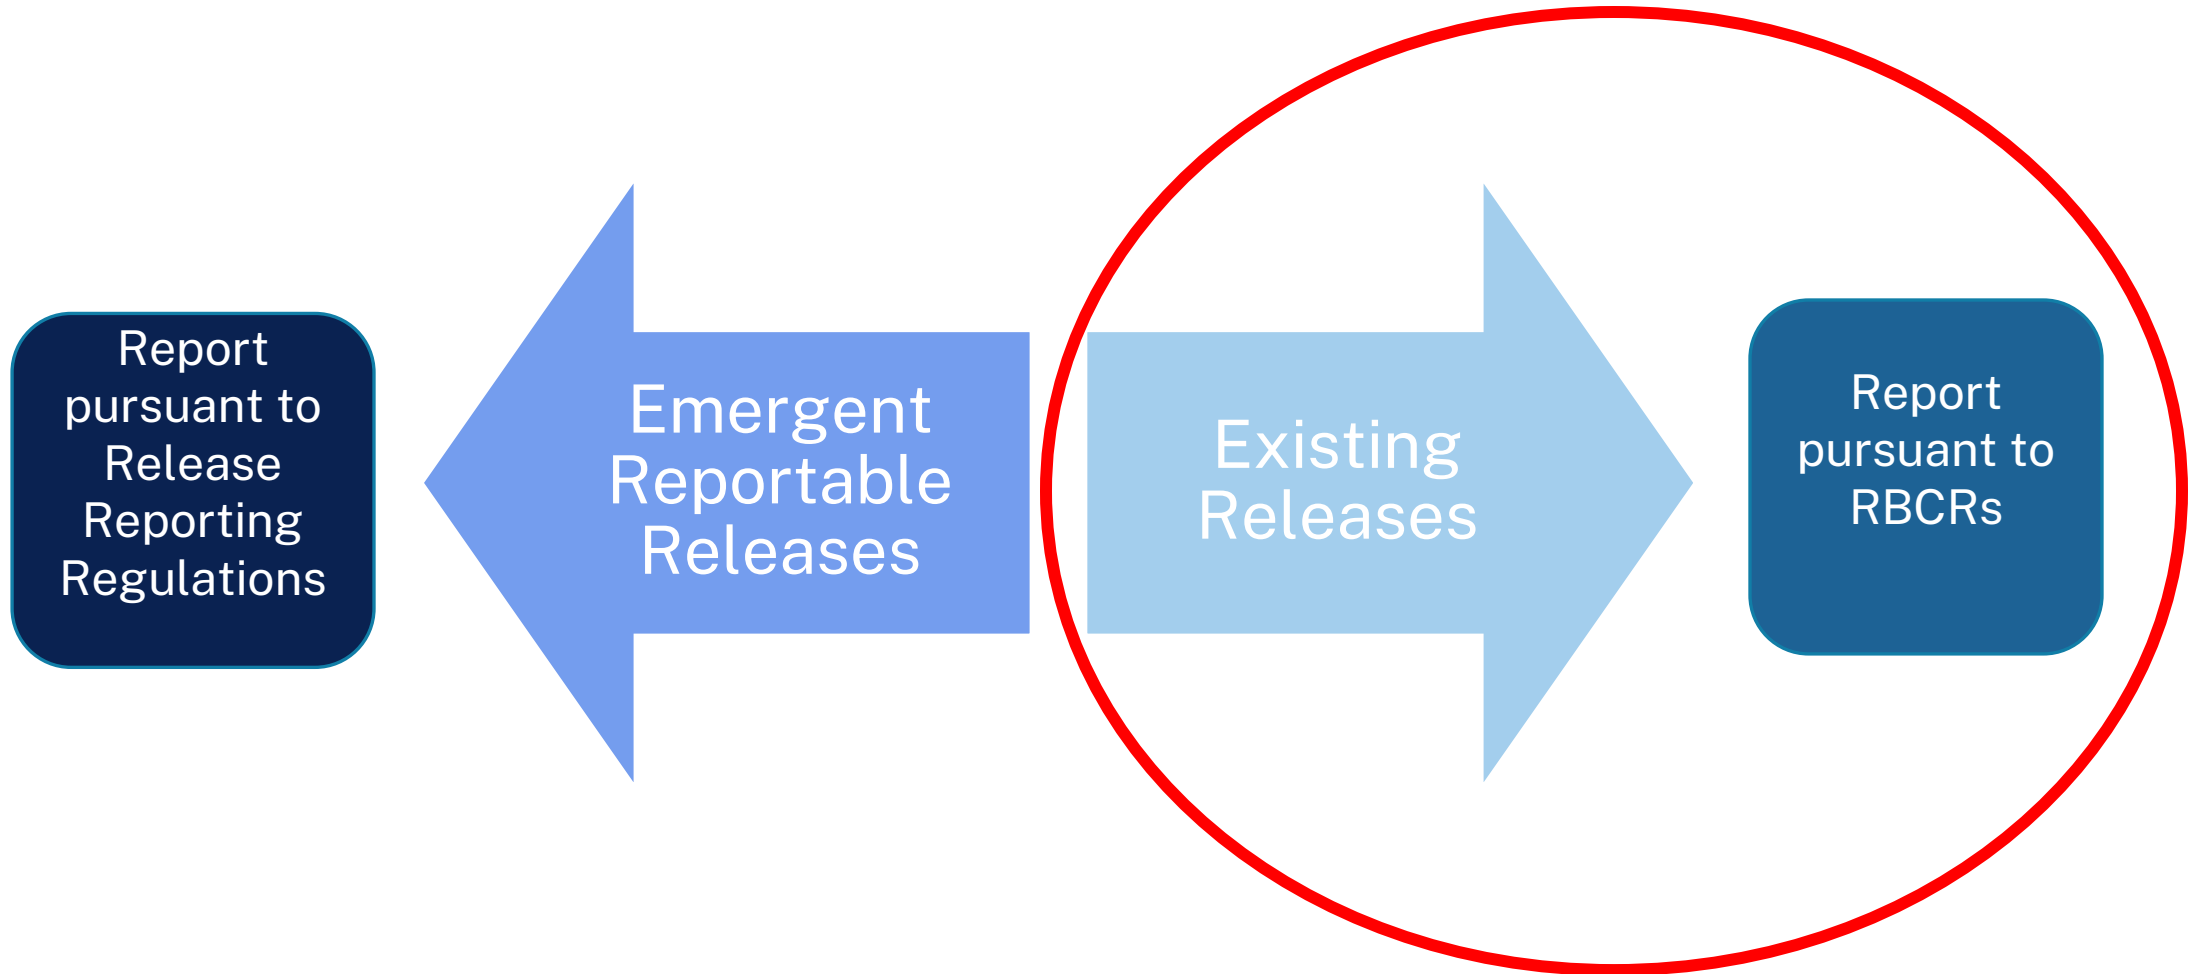 Report
pursuant to
Release
Reporting
Regulations
Emergent
Reportable
Releases
Existing
Releases
Report
pursuant to
RBCRs